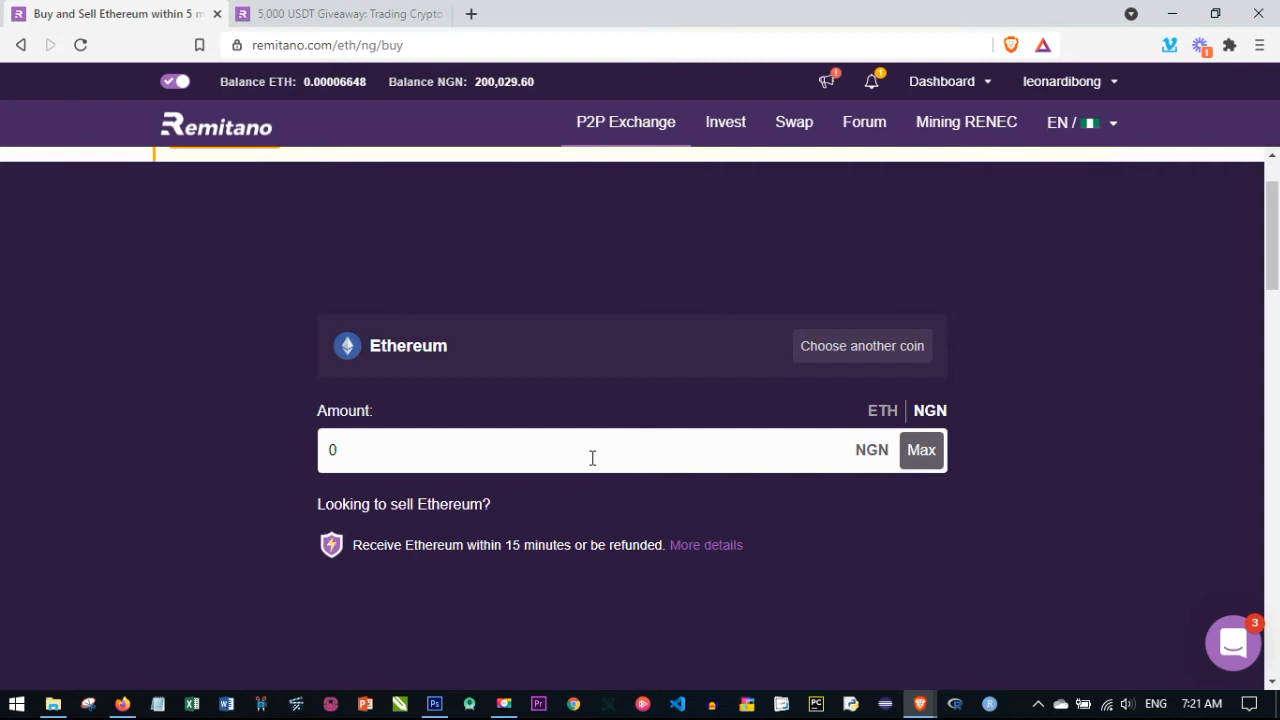 Buy and Sell Ethereum within 5 m
5,000 USDT Giveaway: Trading Crypto
remitano.com/eth/ng/buy
1
Balance ETH: 0.00006648 Balance NGN: 200,029.60
! 1 Dashboard leonardibong
Remitano
P2P Exchange Invest Swap Forum Mining RENEC EN /
Ethereum Choose another coin
Amount: ETH NGN
0 NGN Max
Looking to sell Ethereum?
Receive Ethereum within 15 minutes or be refunded. More details
3
ENG 7:21 AM